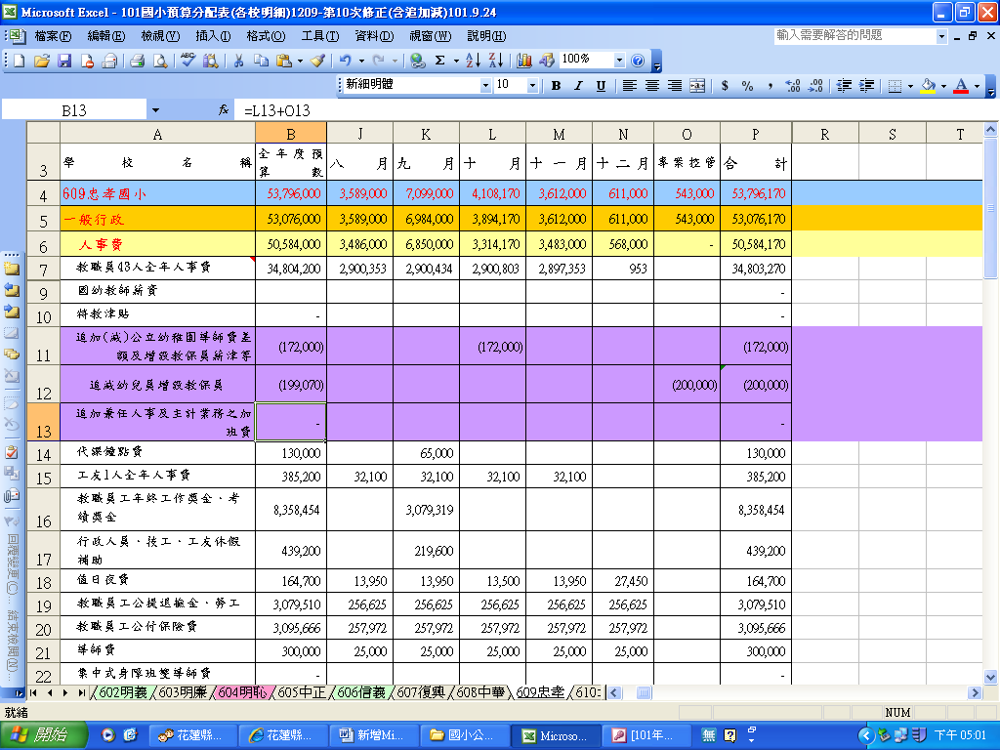 Microsoft Excel - 101國小預算分配表(各校明細)1209-第10次修正(含追加減)101.9.24
檔案(F) 編輯(E) 檢視(V) 插入(I) 格式(O) 工具(T) 資料(D) 視窗(W) 說明(H) 輸入需要解答的問題
100%
新細明體 10 B I U $ % ,
B13 fx =L13+O13
A B J K L M N O P R S T
3 學校名稱 全年度預算數 八月 九月 十月 十一月 十二月 專案控管 合計
4 609忠孝國小 53,796,000 3,589,000 7,099,000 4,108,170 3,612,000 611,000 543,000 53,796,170
5 一般行政 53,076,000 3,589,000 6,984,000 3,894,170 3,612,000 611,000 543,000 53,076,170
6 人事費 50,584,000 3,486,000 6,850,000 3,314,170 3,483,000 568,000 - 50,584,170
7 教職員43人全年人事費 34,804,200 2,900,353 2,900,434 2,900,803 2,897,353 953 34,803,270
9 國幼教師薪資 -
10 特教津貼 - -
11 追加(減)公立幼稚園導師費差額及增設教保員薪津等 (172,000) (172,000) (172,000)
12 追減幼兒員增設教保員 (199,070) (200,000) (200,000)
13 追加兼任人事及主計業務之加班費 - -
14 代課鐘點費 130,000 65,000 130,000
15 工友1人全年人事費 385,200 32,100 32,100 32,100 32,100 385,200
16 教職員工年終工作獎金、考績獎金 8,358,454 3,079,319 8,358,454
17 行政人員、技工、工友休假補助 439,200 219,600 439,200
18 值日夜費 164,700 13,950 13,950 13,500 13,950 27,450 164,700
19 教職員工公提退撫金、勞工 3,079,510 256,625 256,625 256,625 256,625 256,625 3,079,510
20 教職員工公付保險費 3,095,666 257,972 257,972 257,972 257,972 257,972 3,095,666
21 導師費 300,000 25,000 25,000 25,000 25,000 25,000 300,000
22 集中式身障班雙導師費 - -
回覆變更(C)... 結束檢閱(N)...
602明義 603明廉 604明恥 605中正 606信義 607復興 608中華 609忠孝 610
就緒 NUM
開始 花蓮縣... 花蓮縣... 新增Mi... 國小公... Microso... [101年... 無 下午 05:01